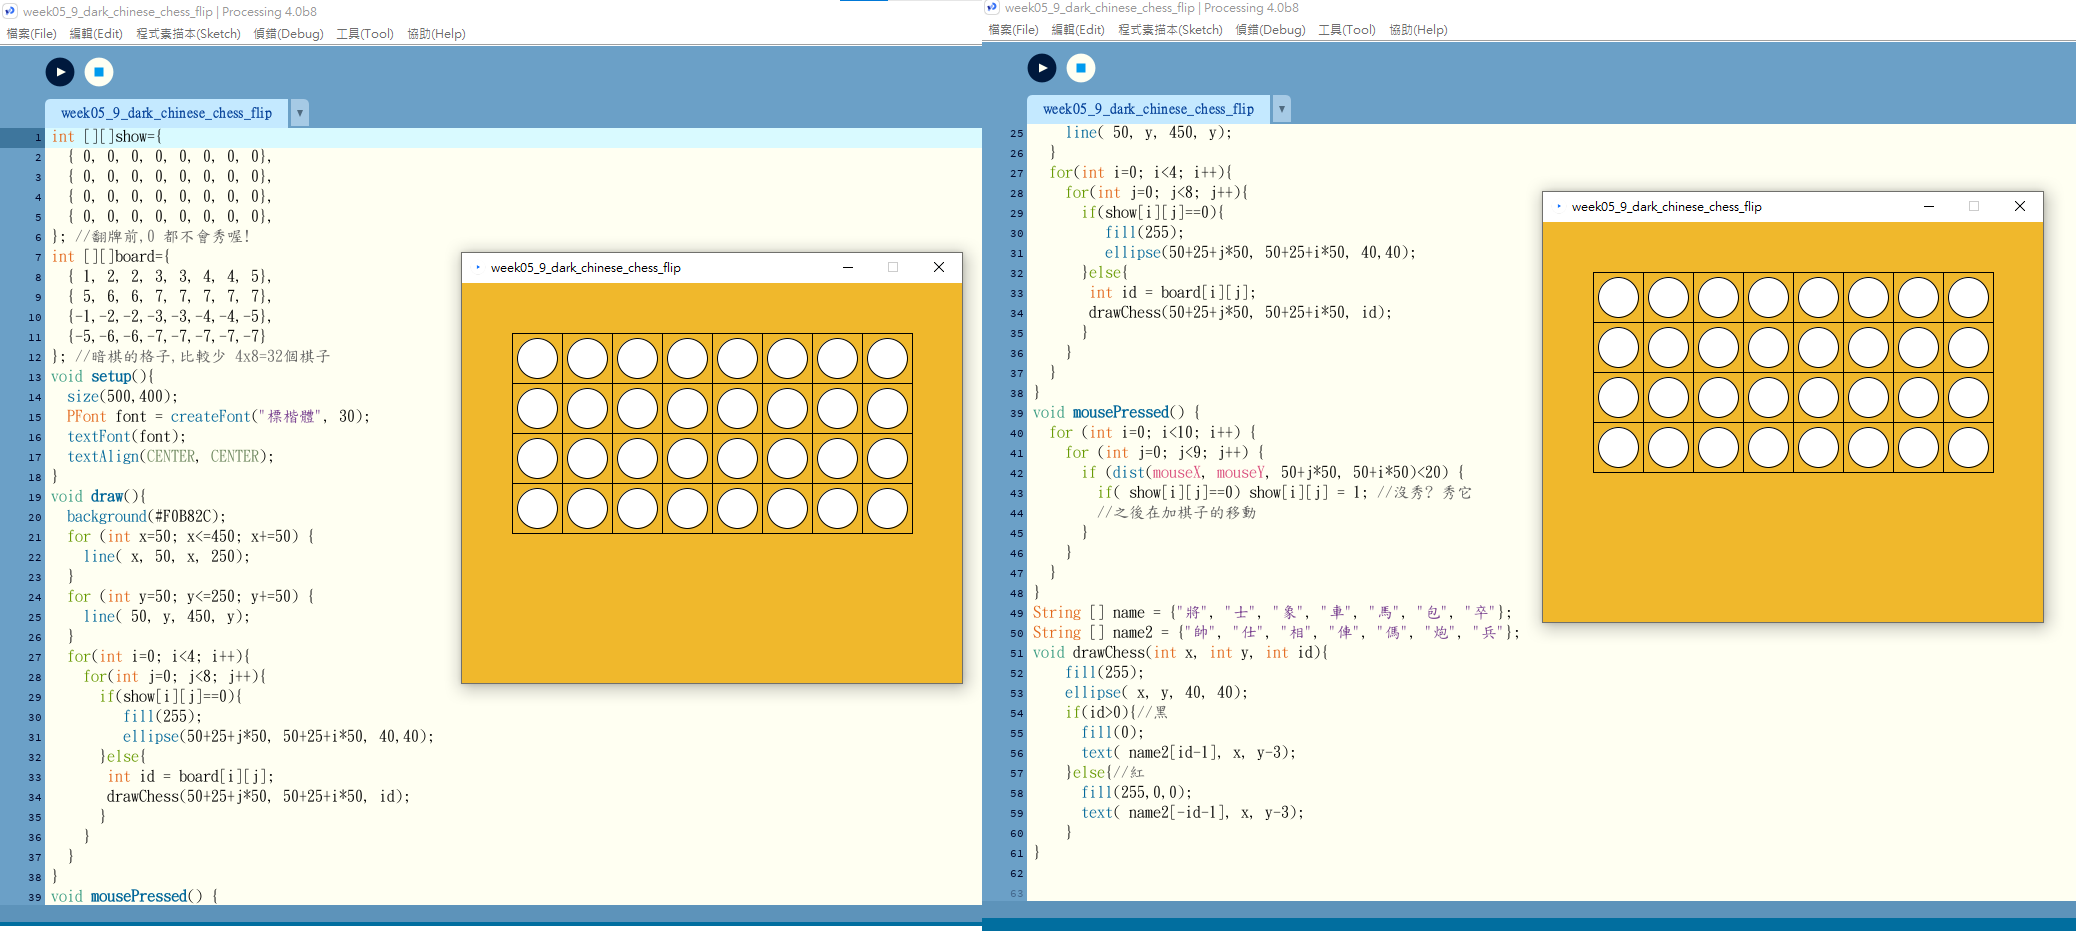 week05_9_dark_chinese_chess_flip | Processing 4.0b8
檔案(File) 編輯(Edit) 程式素描本(Sketch) 偵錯(Debug) 工具(Tool) 協助(Help)
week05_9_dark_chinese_chess_flip ▼
1 int [][]show={
2 { 0, 0, 0, 0, 0, 0, 0, 0},
3 { 0, 0, 0, 0, 0, 0, 0, 0},
4 { 0, 0, 0, 0, 0, 0, 0, 0},
5 { 0, 0, 0, 0, 0, 0, 0, 0},
6 }; //翻牌前,0 都不會秀喔!
7 int [][]board={
8 { 1, 2, 2, 3, 3, 4, 4, 5},
9 { 5, 6, 6, 7, 7, 7, 7, 7},
10 {-1,-2,-2,-3,-3,-4,-4,-5},
11 {-5,-6,-6,-7,-7,-7,-7,-7}
12 }; //暗棋的格子,比較少 4x8=32個棋子
13 void setup(){
14 size(500,400);
15 PFont font = createFont("標楷體", 30);
16 textFont(font);
17 textAlign(CENTER, CENTER);
18 }
19 void draw(){
20 background(#F0B82C);
21 for (int x=50; x<=450; x+=50) {
22 line( x, 50, x, 250);
23 }
24 for (int y=50; y<=250; y+=50) {
25 line( 50, y, 450, y);
26 }
27 for(int i=0; i<4; i++){
28 for(int j=0; j<8; j++){
29 if(show[i][j]==0){
30 fill(255);
31 ellipse(50+25+j*50, 50+25+i*50, 40,40);
32 }else{
33 int id = board[i][j];
34 drawChess(50+25+j*50, 50+25+i*50, id);
35 }
36 }
37 }
38 }
39 void mousePressed() {
week05_9_dark_chinese_chess_flip
week05_9_dark_chinese_chess_flip | Processing 4.0b8
檔案(File) 編輯(Edit) 程式素描本(Sketch) 偵錯(Debug) 工具(Tool) 協助(Help)
week05_9_dark_chinese_chess_flip ▼
25 line( 50, y, 450, y);
26 }
27 for(int i=0; i<4; i++){
28 for(int j=0; j<8; j++){
29 if(show[i][j]==0){
30 fill(255);
31 ellipse(50+25+j*50, 50+25+i*50, 40,40);
32 }else{
33 int id = board[i][j];
34 drawChess(50+25+j*50, 50+25+i*50, id);
35 }
36 }
37 }
38 }
39 void mousePressed() {
40 for (int i=0; i<10; i++) {
41 for (int j=0; j<9; j++) {
42 if (dist(mouseX, mouseY, 50+j*50, 50+i*50)<20) {
43 if( show[i][j]==0) show[i][j] = 1; //沒秀? 秀它
44 //之後在加棋子的移動
45 }
46 }
47 }
48 }
49 String [] name = {"將", "士", "象", "車", "馬", "包", "卒"};
50 String [] name2 = {"帥", "仕", "相", "俥", "傌", "炮", "兵"};
51 void drawChess(int x, int y, int id){
52 fill(255);
53 ellipse( x, y, 40, 40);
54 if(id>0){//黑
55 fill(0);
56 text( name2[id-1], x, y-3);
57 }else{//紅
58 fill(255,0,0);
59 text( name2[-id-1], x, y-3);
60 }
61 }
62
63
week05_9_dark_chinese_chess_flip